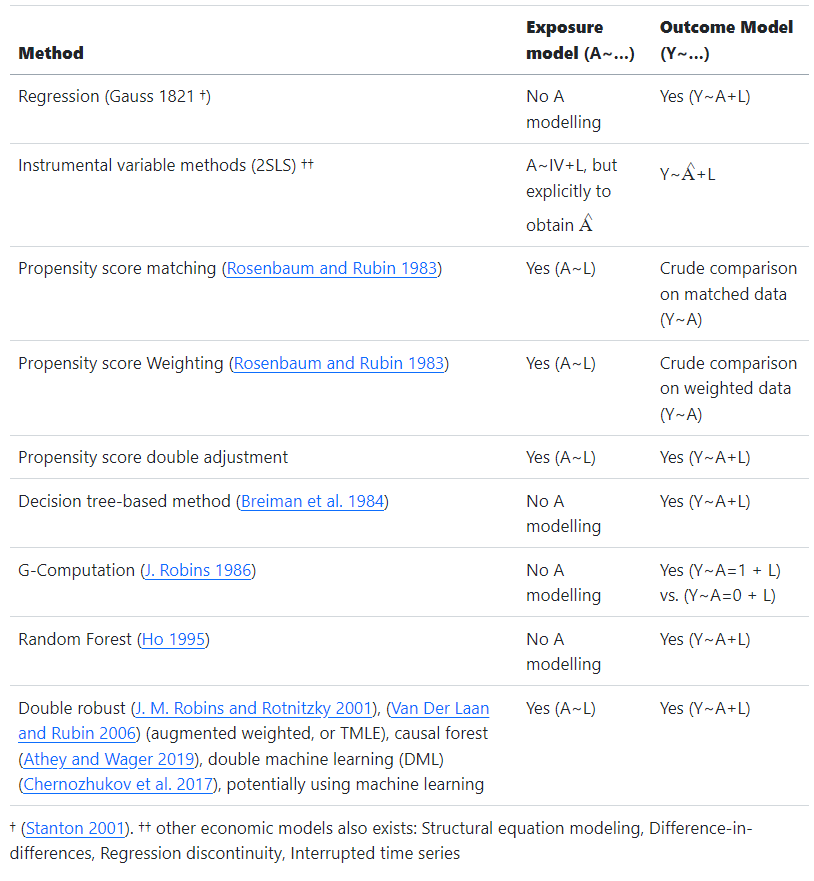 Method
Exposure
model (A~...)
Outcome Model
(Y~...)
Regression (Gauss 1821 †)
No A
modelling
Yes (Y~A+L)
Instrumental variable methods (2SLS) ††
A~IV+L, but
explicitly to
obtain Â
Y~Â+L
Propensity score matching (Rosenbaum and Rubin 1983)
Yes (A~L)
Crude comparison
on matched data
(Y~A)
Propensity score Weighting (Rosenbaum and Rubin 1983)
Yes (A~L)
Crude comparison
on weighted data
(Y~A)
Propensity score double adjustment
Yes (A~L)
Yes (Y~A+L)
Decision tree-based method (Breiman et al. 1984)
No A
modelling
Yes (Y~A+L)
G-Computation (J. Robins 1986)
No A
modelling
Yes (Y~A=1 + L)
vs. (Y~A=0 + L)
Random Forest (Ho 1995)
No A
modelling
Yes (Y~A+L)
Double robust (J. M. Robins and Rotnitzky 2001), (Van Der Laan
and Rubin 2006) (augmented weighted, or TMLE), causal forest
(Athey and Wager 2019), double machine learning (DML)
(Chernozhukov et al. 2017), potentially using machine learning
Yes (A~L)
Yes (Y~A+L)
† (Stanton 2001). †† other economic models also exists: Structural equation modeling, Difference-in-
differences, Regression discontinuity, Interrupted time series